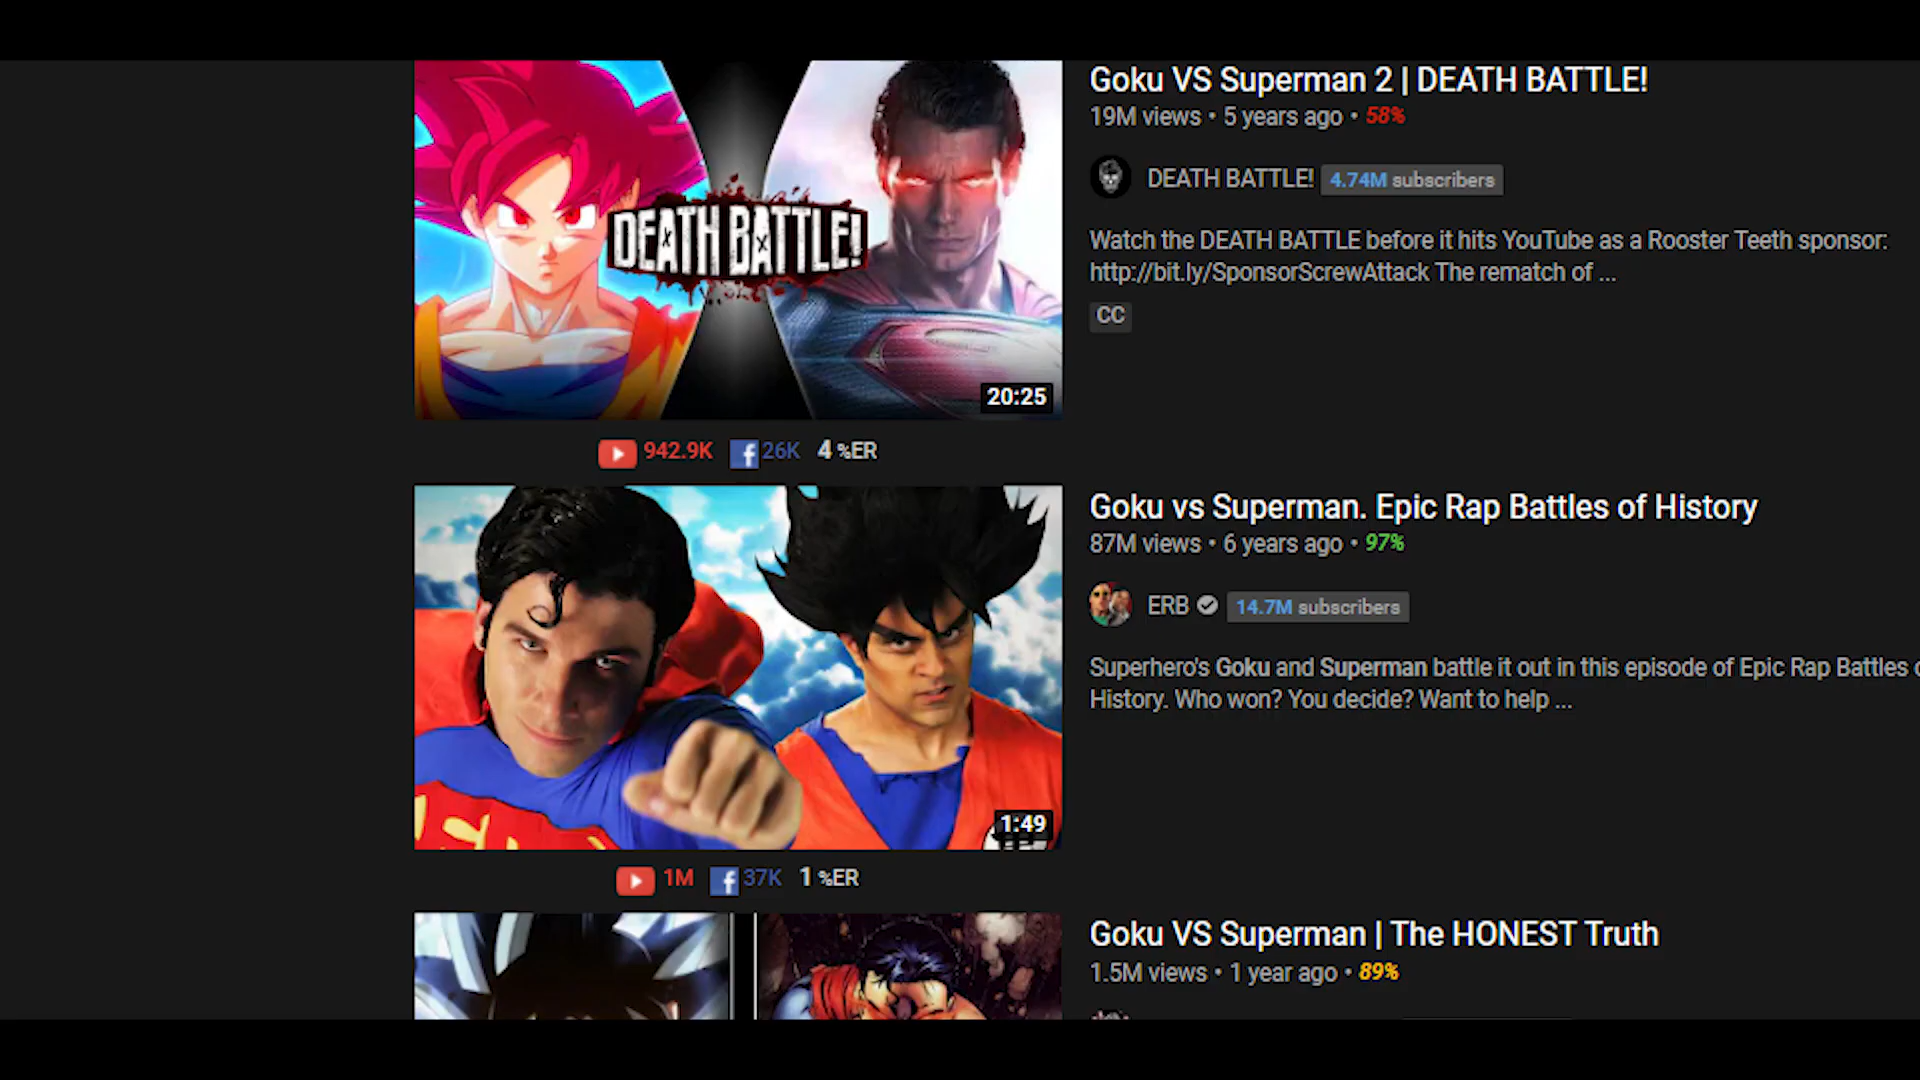 Goku VS Superman 2 | DEATH BATTLE!
19M views • 5 years ago • 58%
DEATH BATTLE! 4.74M subscribers
DEATH BATTLE!
Watch the DEATH BATTLE before it hits YouTube as a Rooster Teeth sponsor:
http://bit.ly/SponsorScrewAttack The rematch of ...
CC
20:25
942.9K 26K 4 %ER
Goku vs Superman. Epic Rap Battles of History
87M views • 6 years ago • 97%
ERB 14.7M subscribers
Superhero's Goku and Superman battle it out in this episode of Epic Rap Battles
History. Who won? You decide? Want to help ...
1:49
1M 37K 1 %ER
Goku VS Superman | The HONEST Truth
1.5M views • 1 year ago • 89%